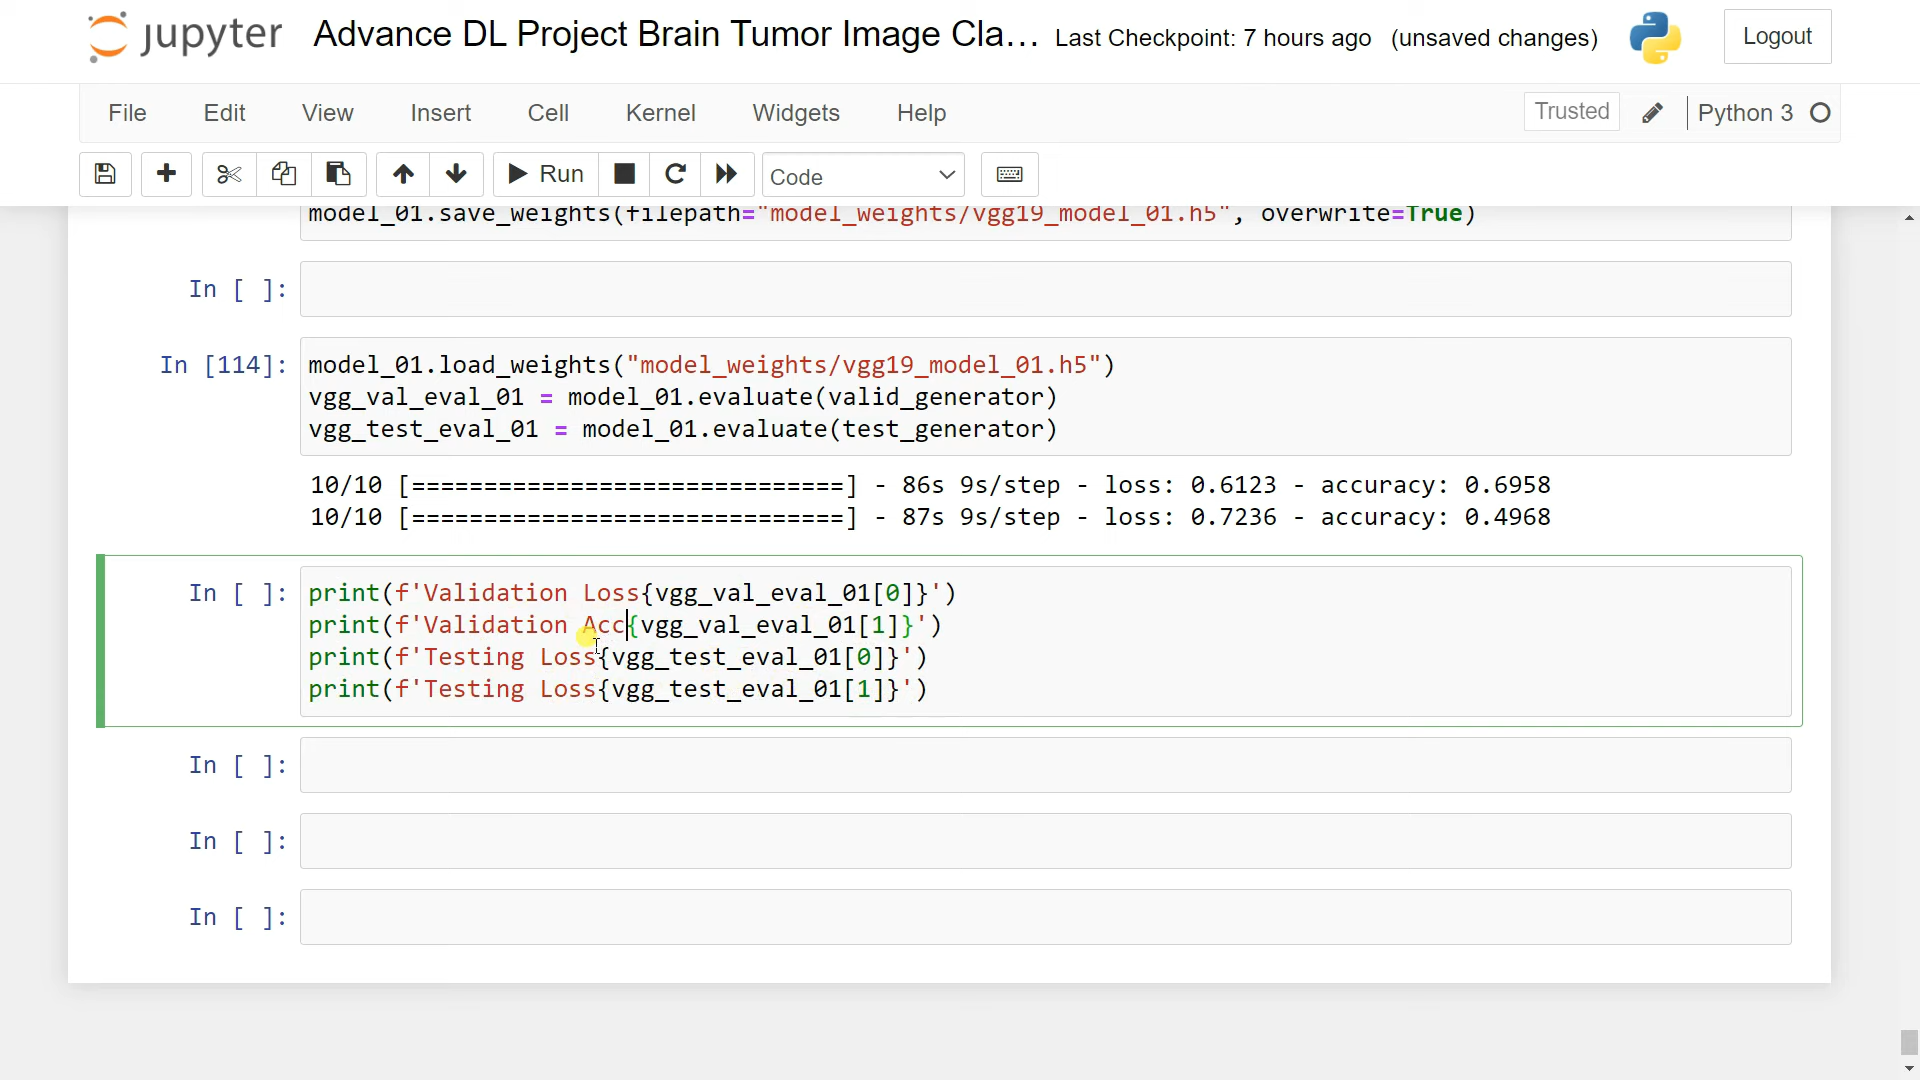 jupyter Advance DL Project Brain Tumor Image Cla... Last Checkpoint: 7 hours ago (unsaved changes) Logout
File Edit View Insert Cell Kernel Widgets Help Trusted Python 3
Run Code
model_01.save_weights(filepath="model_weights/vgg19_model_01.h5", overwrite=True)
In [ ]:
In [114]: model_01.load_weights("model_weights/vgg19_model_01.h5")
vgg_val_eval_01 = model_01.evaluate(valid_generator)
vgg_test_eval_01 = model_01.evaluate(test_generator)
10/10 [==============================] - 86s 9s/step - loss: 0.6123 - accuracy: 0.6958
10/10 [==============================] - 87s 9s/step - loss: 0.7236 - accuracy: 0.4968
In [ ]: print(f'Validation Loss{vgg_val_eval_01[0]}')
print(f'Validation Acc{vgg_val_eval_01[1]}')
print(f'Testing Loss{vgg_test_eval_01[0]}')
print(f'Testing Loss{vgg_test_eval_01[1]}')
In [ ]:
In [ ]:
In [ ]: